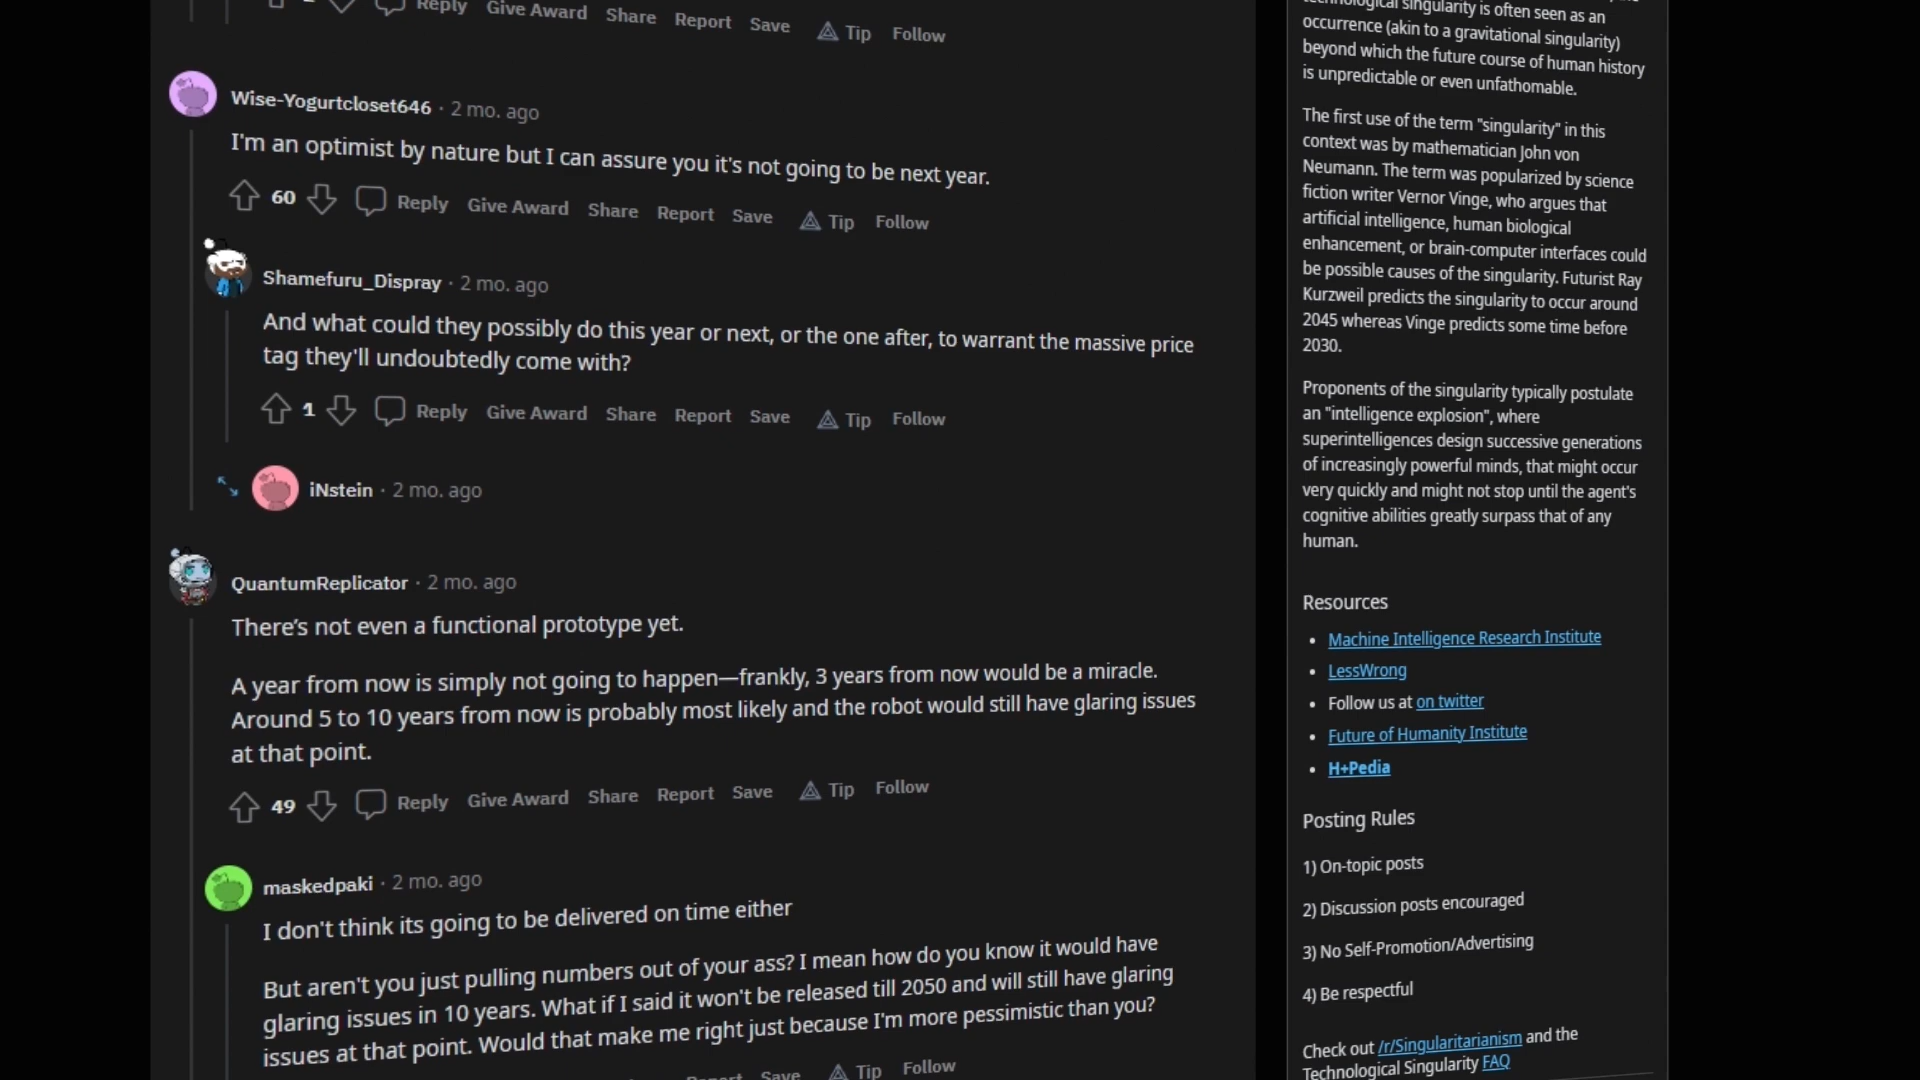 Reply Give Award Share Report Save Tip Follow
Wise-Yogurtcloset646 · 2 mo. ago
I'm an optimist by nature but I can assure you it's not going to be next year.
60 Reply Give Award Share Report Save Tip Follow
Shamefuru_Dispray · 2 mo. ago
And what could they possibly do this year or next, or the one after, to warrant the massive price
tag they'll undoubtedly come with?
1 Reply Give Award Share Report Save Tip Follow
iNstein · 2 mo. ago
QuantumReplicator · 2 mo. ago
There's not even a functional prototype yet.
A year from now is simply not going to happen—frankly, 3 years from now would be a miracle.
Around 5 to 10 years from now is probably most likely and the robot would still have glaring issues
at that point.
49 Reply Give Award Share Report Save Tip Follow
maskedpaki · 2 mo. ago
I don't think its going to be delivered on time either
But aren't you just pulling numbers out of your ass? I mean how do you know it would have
glaring issues in 10 years. What if I said it won't be released till 2050 and will still have glaring
issues at that point. Would that make me right just because I'm more pessimistic than you?
Report Save Tip Follow
technological singularity is often seen as an
occurrence (akin to a gravitational singularity)
beyond which the future course of human history
is unpredictable or even unfathomable.
The first use of the term "singularity" in this
context was by mathematician John von
Neumann. The term was popularized by science
fiction writer Vernor Vinge, who argues that
artificial intelligence, human biological
enhancement, or brain-computer interfaces could
be possible causes of the singularity. Futurist Ray
Kurzweil predicts the singularity to occur around
2045 whereas Vinge predicts some time before
2030.
Proponents of the singularity typically postulate
an "intelligence explosion", where
superintelligences design successive generations
of increasingly powerful minds, that might occur
very quickly and might not stop until the agent's
cognitive abilities greatly surpass that of any
human.
Resources
• Machine Intelligence Research Institute
• LessWrong
• Follow us at on twitter
• Future of Humanity Institute
• H+Pedia
Posting Rules
1) On-topic posts
2) Discussion posts encouraged
3) No Self-Promotion/Advertising
4) Be respectful
Check out /r/Singularitarianism and the
Technological Singularity FAQ